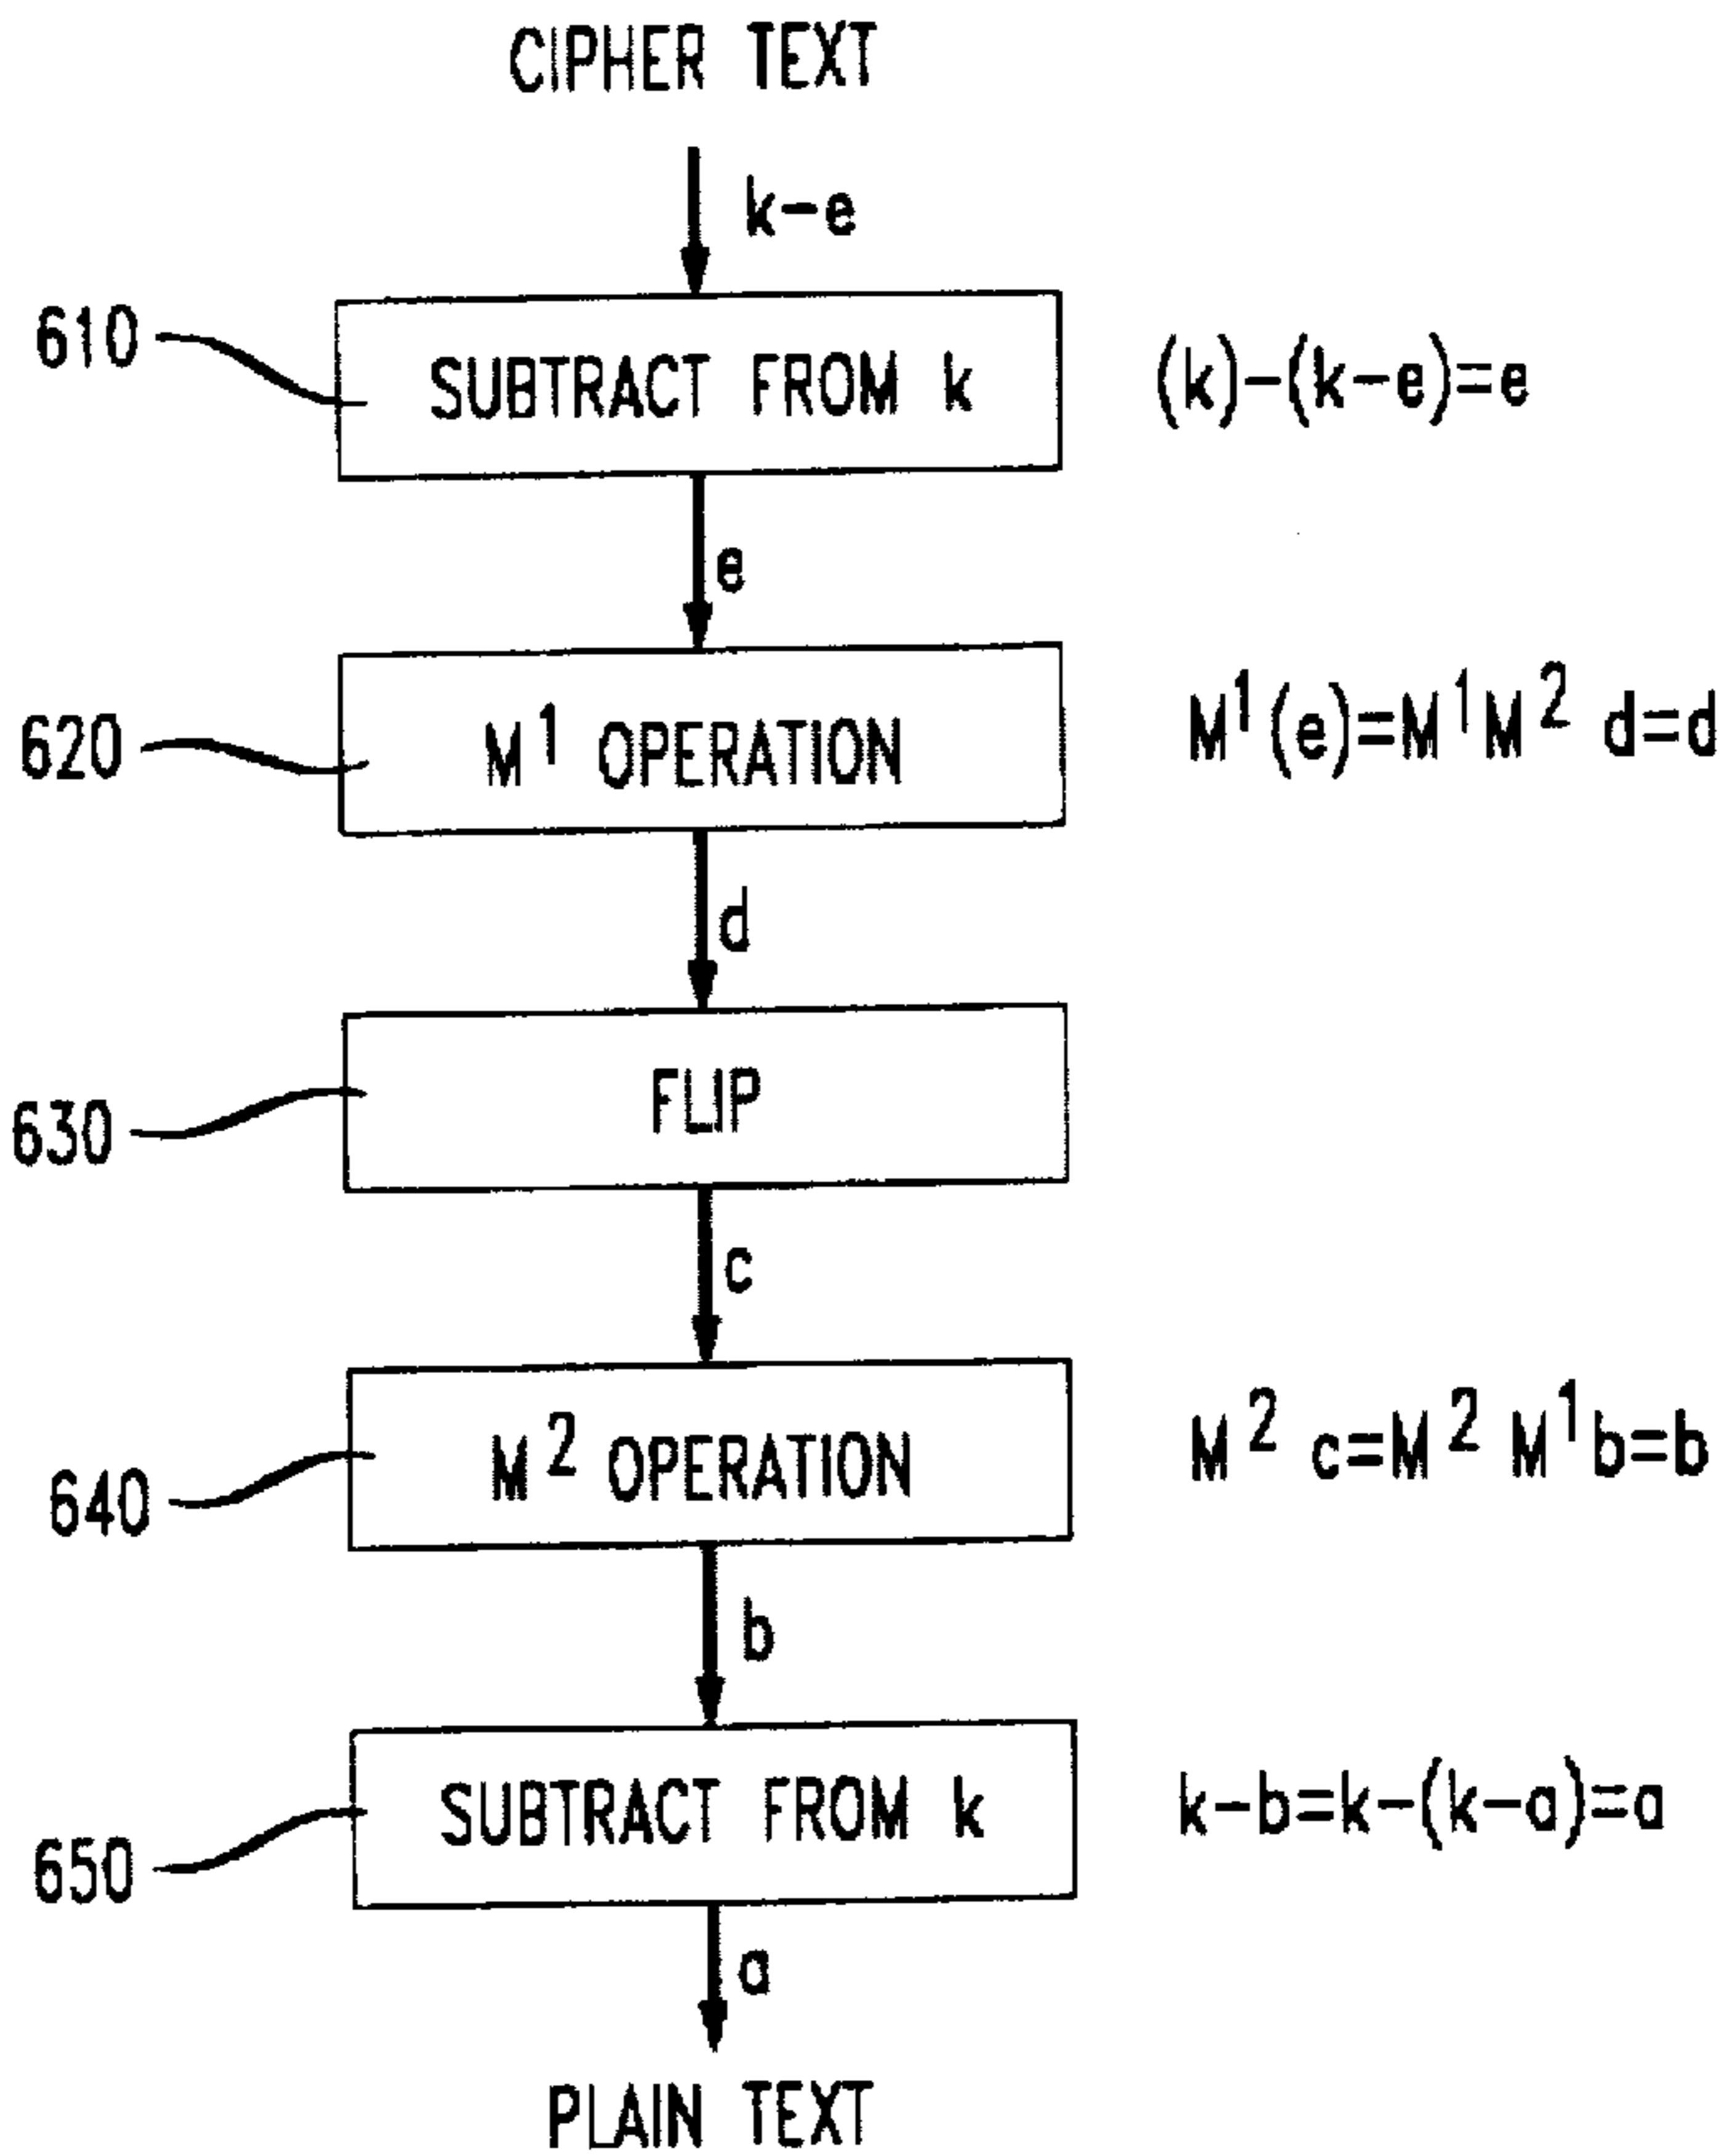 CIPHER TEXT
k-e
610
SUBTRACT FROM k
(k)-(k-e)=e
e
620
M¹ OPERATION
M¹(e)=M¹M² d=d
d
630
FLIP
c
640
M² OPERATION
M² c=M² M¹b=b
b
650
SUBTRACT FROM k
k-b=k-(k-a)=a
a
PLAIN TEXT